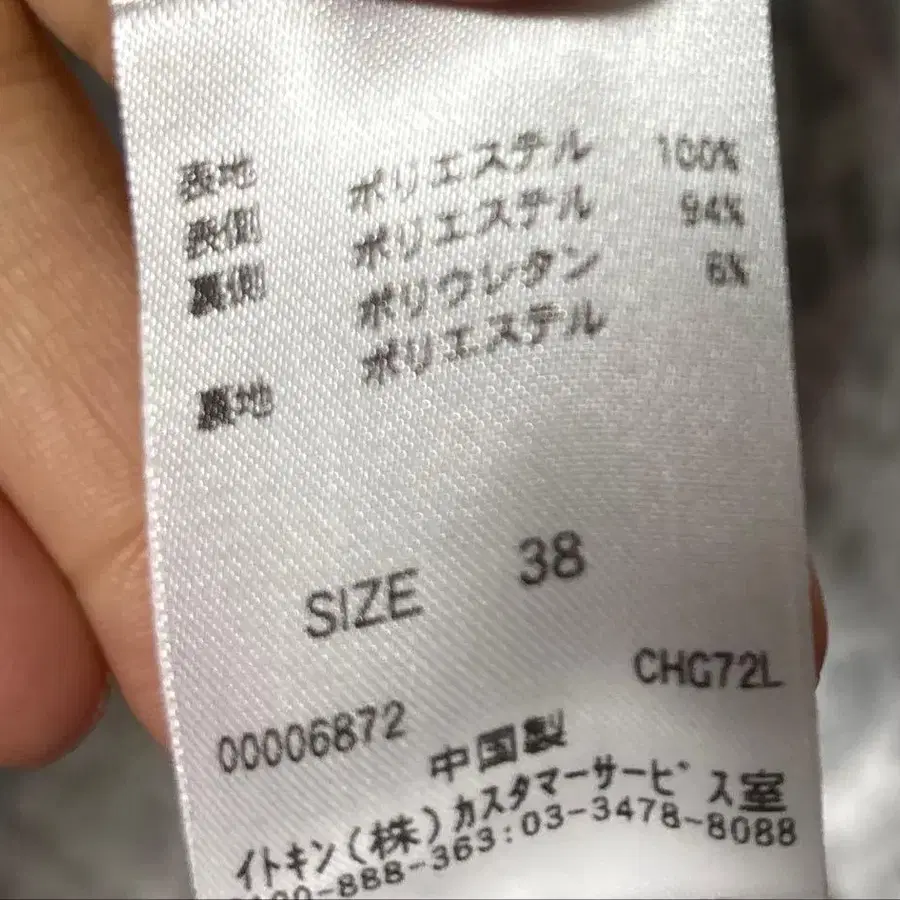 表地 ポリエステル 100%
表側 ポリエステル 94%
裏側 ポリウレタン 6%
ポリエステル
裏地
SIZE 38
CHG72L
00006872
中国製
イトキン(株)カスタマーサービス室
-888-363:03-3478-8088